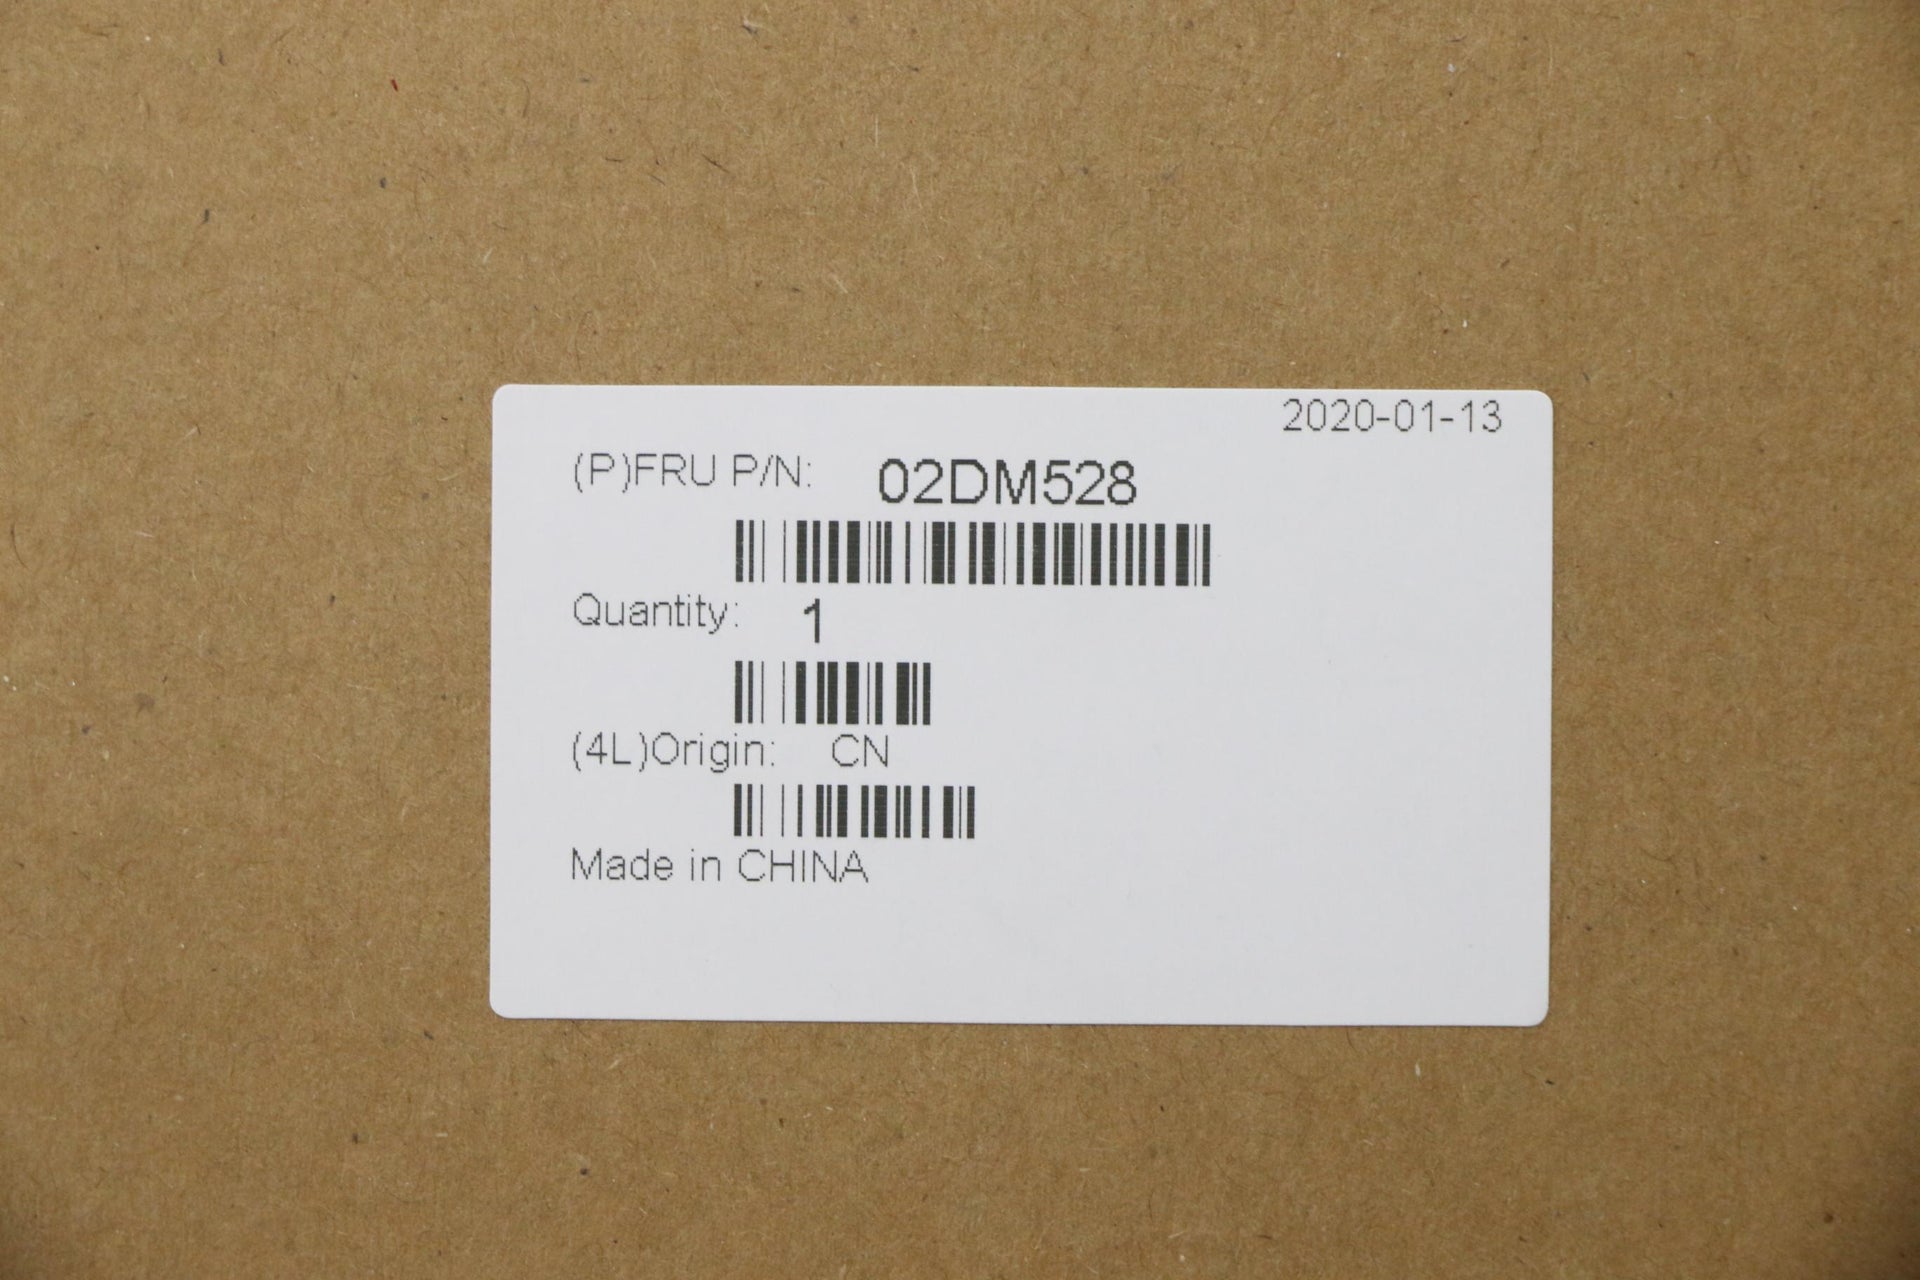 2020-01-13
(P)FRU P/N: 02DM528
Quantity: 1
(4L)Origin: CN
Made in CHINA